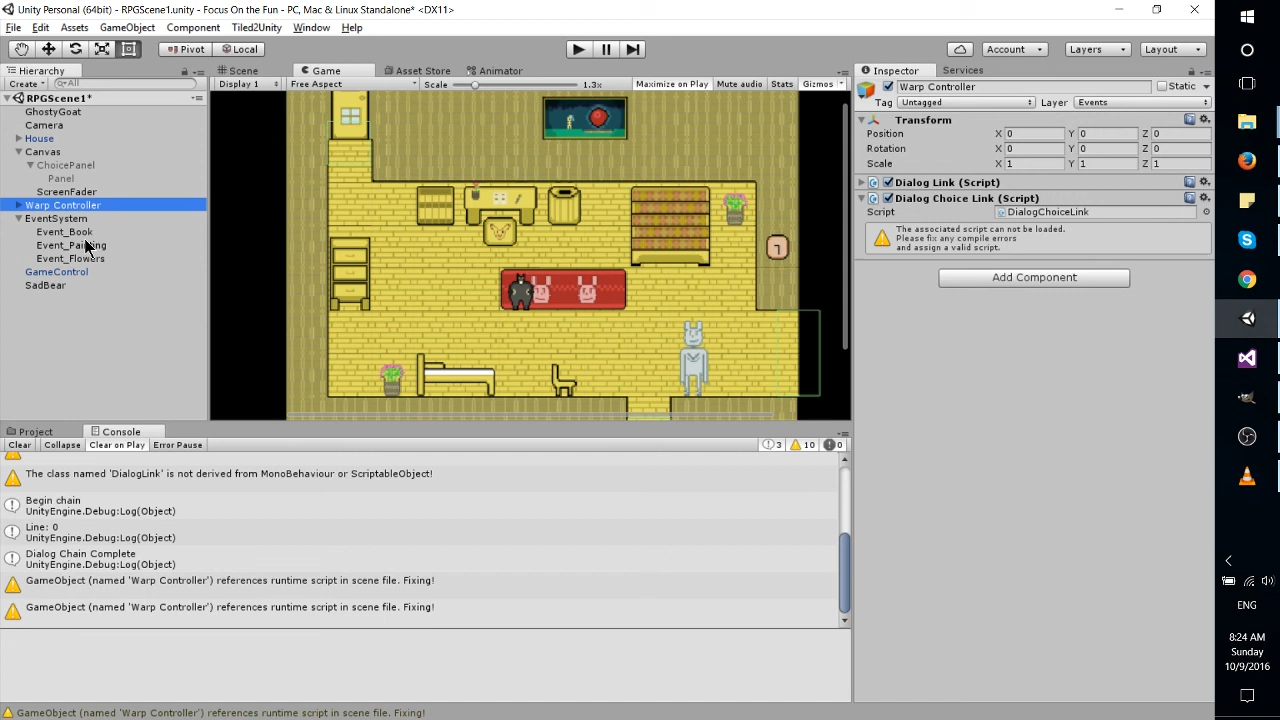 Unity Personal (64bit) - RPGScene1.unity - Focus On the Fun - PC, Mac & Linux Standalone* <DX11>
File Edit Assets GameObject Component Tiled2Unity Window Help
Pivot Local Account Layers Layout
Hierarchy Scene Game Asset Store Animator Inspector Services
Create All Display 1 Free Aspect Scale 1.3x Maximize on Play Mute audio Stats Gizmos
Warp Controller Static
Tag Untagged Layer Events
RPGScene1*
GhostyGoat
Camera
House
Canvas
ChoicePanel
Panel
ScreenFader
Warp Controller
EventSystem
Event_Book
Event_Painting
Event_Flowers
GameControl
SadBear
Transform
Position X 0 Y 0 Z 0
Rotation X 0 Y 0 Z 0
Scale X 1 Y 1 Z 1
Dialog Link (Script)
Dialog Choice Link (Script)
Script DialogChoiceLink
The associated script can not be loaded.
Please fix any compile errors
and assign a valid script.
Add Component
Project Console
Clear Collapse Clear on Play Error Pause 3 10 0
The class named 'DialogLink' is not derived from MonoBehaviour or ScriptableObject!
Begin chain
UnityEngine.Debug:Log(Object)
Line: 0
UnityEngine.Debug:Log(Object)
Dialog Chain Complete
UnityEngine.Debug:Log(Object)
GameObject (named 'Warp Controller') references runtime script in scene file. Fixing!
GameObject (named 'Warp Controller') references runtime script in scene file. Fixing!
GameObject (named 'Warp Controller') references runtime script in scene file. Fixing!
ENG
8:24 AM
Sunday
10/9/2016